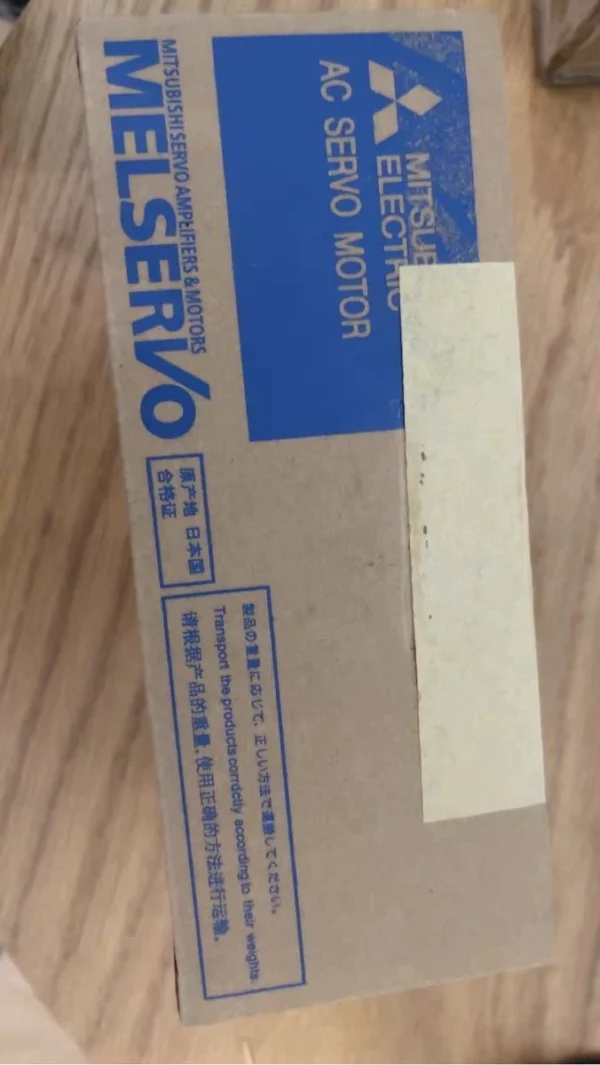 MITSUB
ELECTRIC
AC SERVO MOTOR
MITSUBISHI SERVO AMPLIFIERS & MOTORS
MELSERVO
原产地 日本国
合格证
製品の重量に応じて、正しい方法で運搬してください。
Transport the products corrdctly according to their weights.
请根据产品的重量,使用正确的方法进行运输。